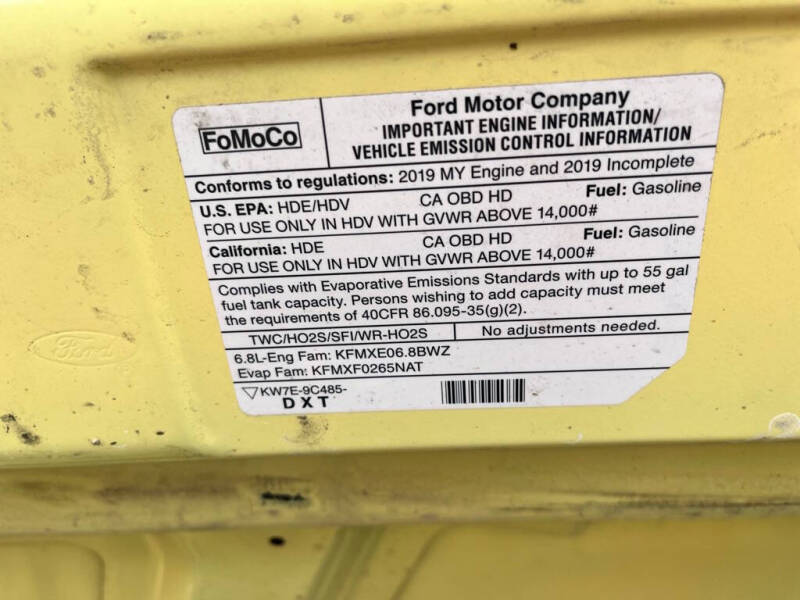 FoMoCo
Ford Motor Company
IMPORTANT ENGINE INFORMATION/
VEHICLE EMISSION CONTROL INFORMATION
Conforms to regulations: 2019 MY Engine and 2019 Incomplete
U.S. EPA: HDE/HDV CA OBD HD Fuel: Gasoline
FOR USE ONLY IN HDV WITH GVWR ABOVE 14,000#
California: HDE CA OBD HD Fuel: Gasoline
FOR USE ONLY IN HDV WITH GVWR ABOVE 14,000#
Complies with Evaporative Emissions Standards with up to 55 gal
fuel tank capacity. Persons wishing to add capacity must meet
the requirements of 40CFR 86.095-35(g)(2).
TWC/HO2S/SFI/WR-HO2S No adjustments needed.
6.8L-Eng Fam: KFMXE06.8BWZ
Evap Fam: KFMXF0265NAT
KW7E-9C485-
DXT
Ford